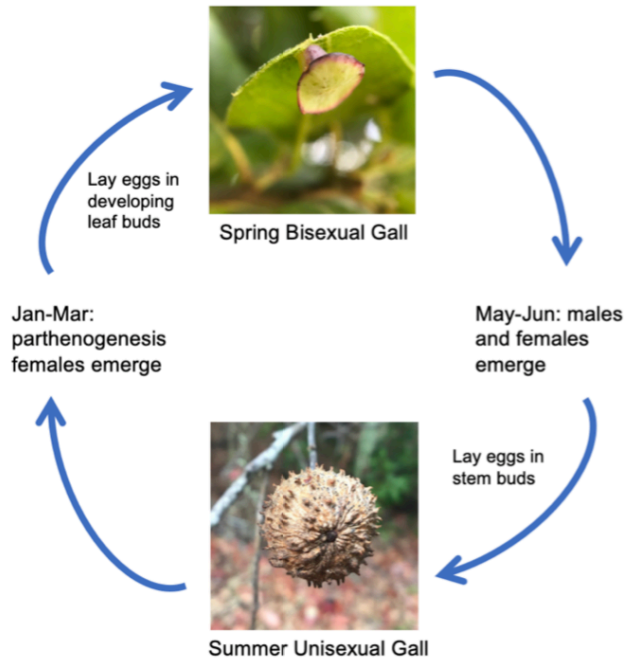 Lay eggs in
developing
leaf buds
Spring Bisexual Gall
Jan-Mar:
parthenogenesis
females emerge
May-Jun: males
and females
emerge
Lay eggs in
stem buds
Summer Unisexual Gall